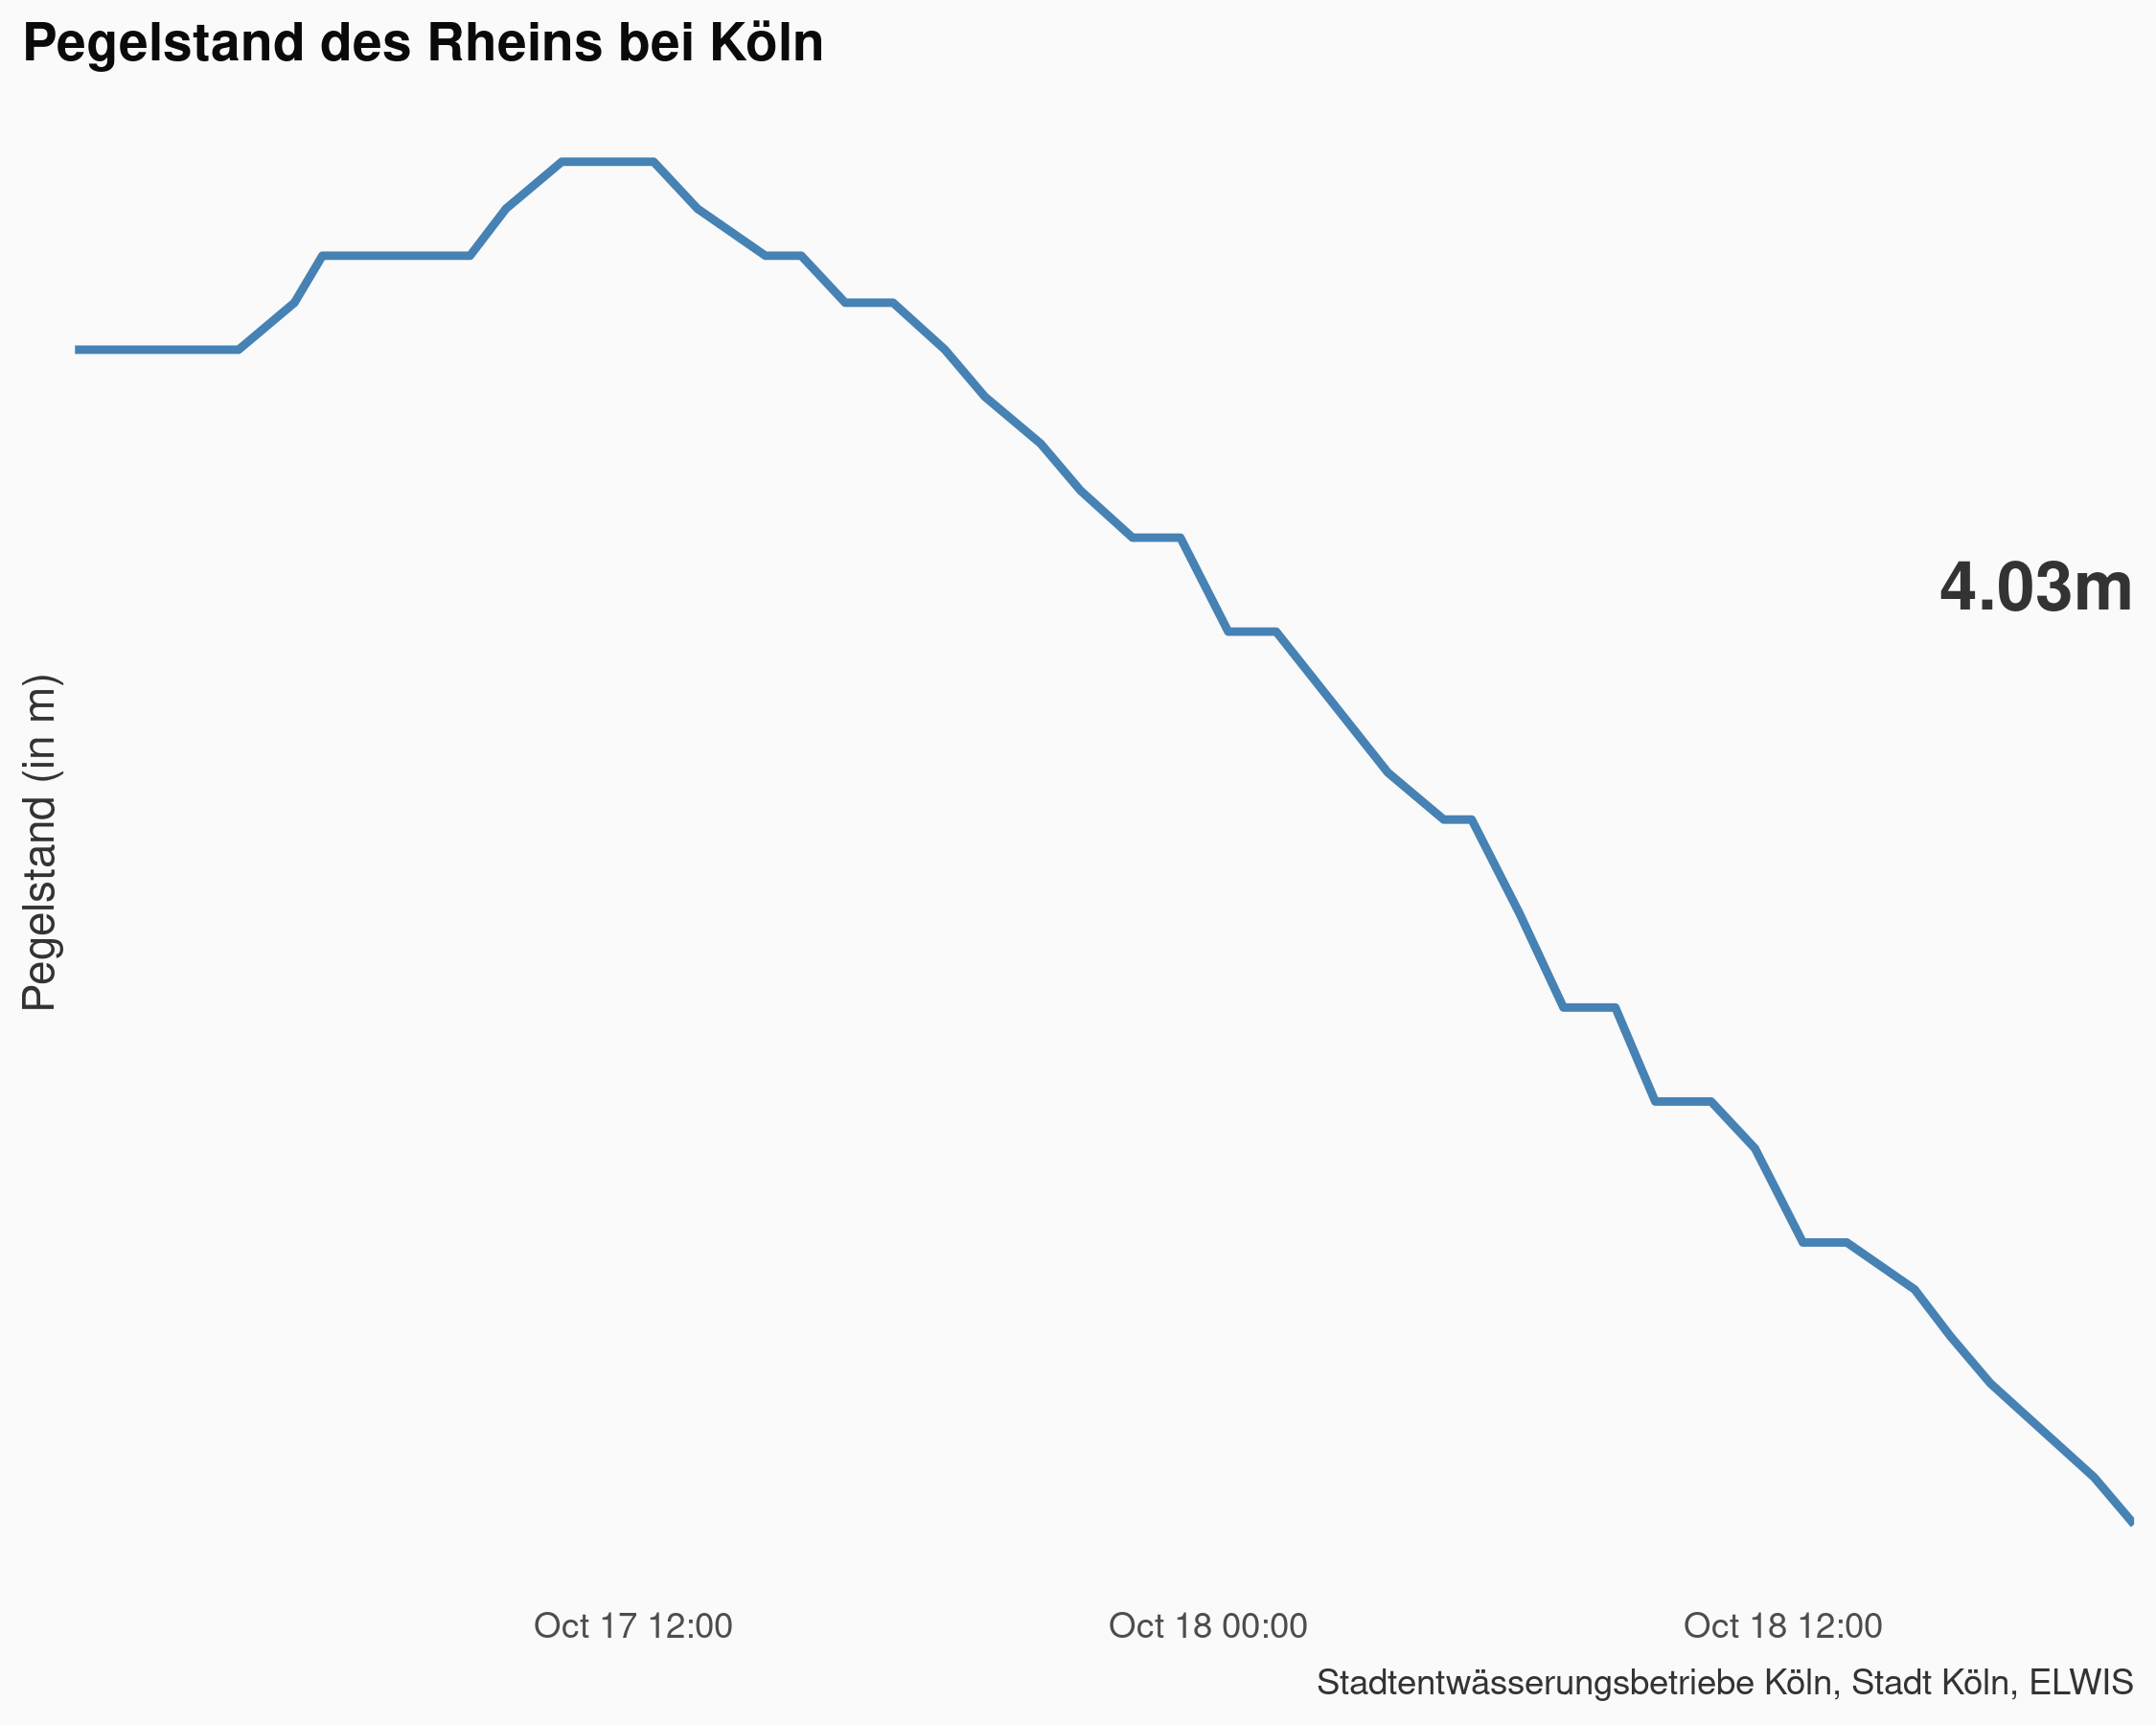 Pegelstand des Rheins bei Köln
4.03m
Pegelstand (in m)
Oct 17 12:00
Oct 18 00:00
Oct 18 12:00
Stadtentwässerungsbetriebe Köln, Stadt Köln, ELWIS